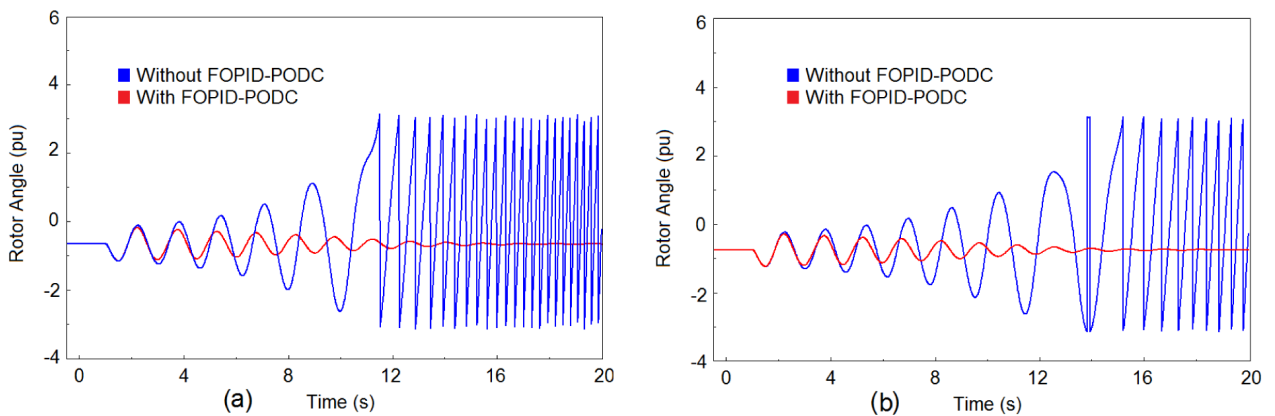 6
4
2
0
-2
-4
Rotor Angle (pu)
Without FOPID-PODC
With FOPID-PODC
0
4
8
12
16
20
(a)
Time (s)
6
4
2
0
-2
-4
Rotor Angle (pu)
Without FOPID-PODC
With FOPID-PODC
0
4
8
12
16
20
Time (s)
(b)